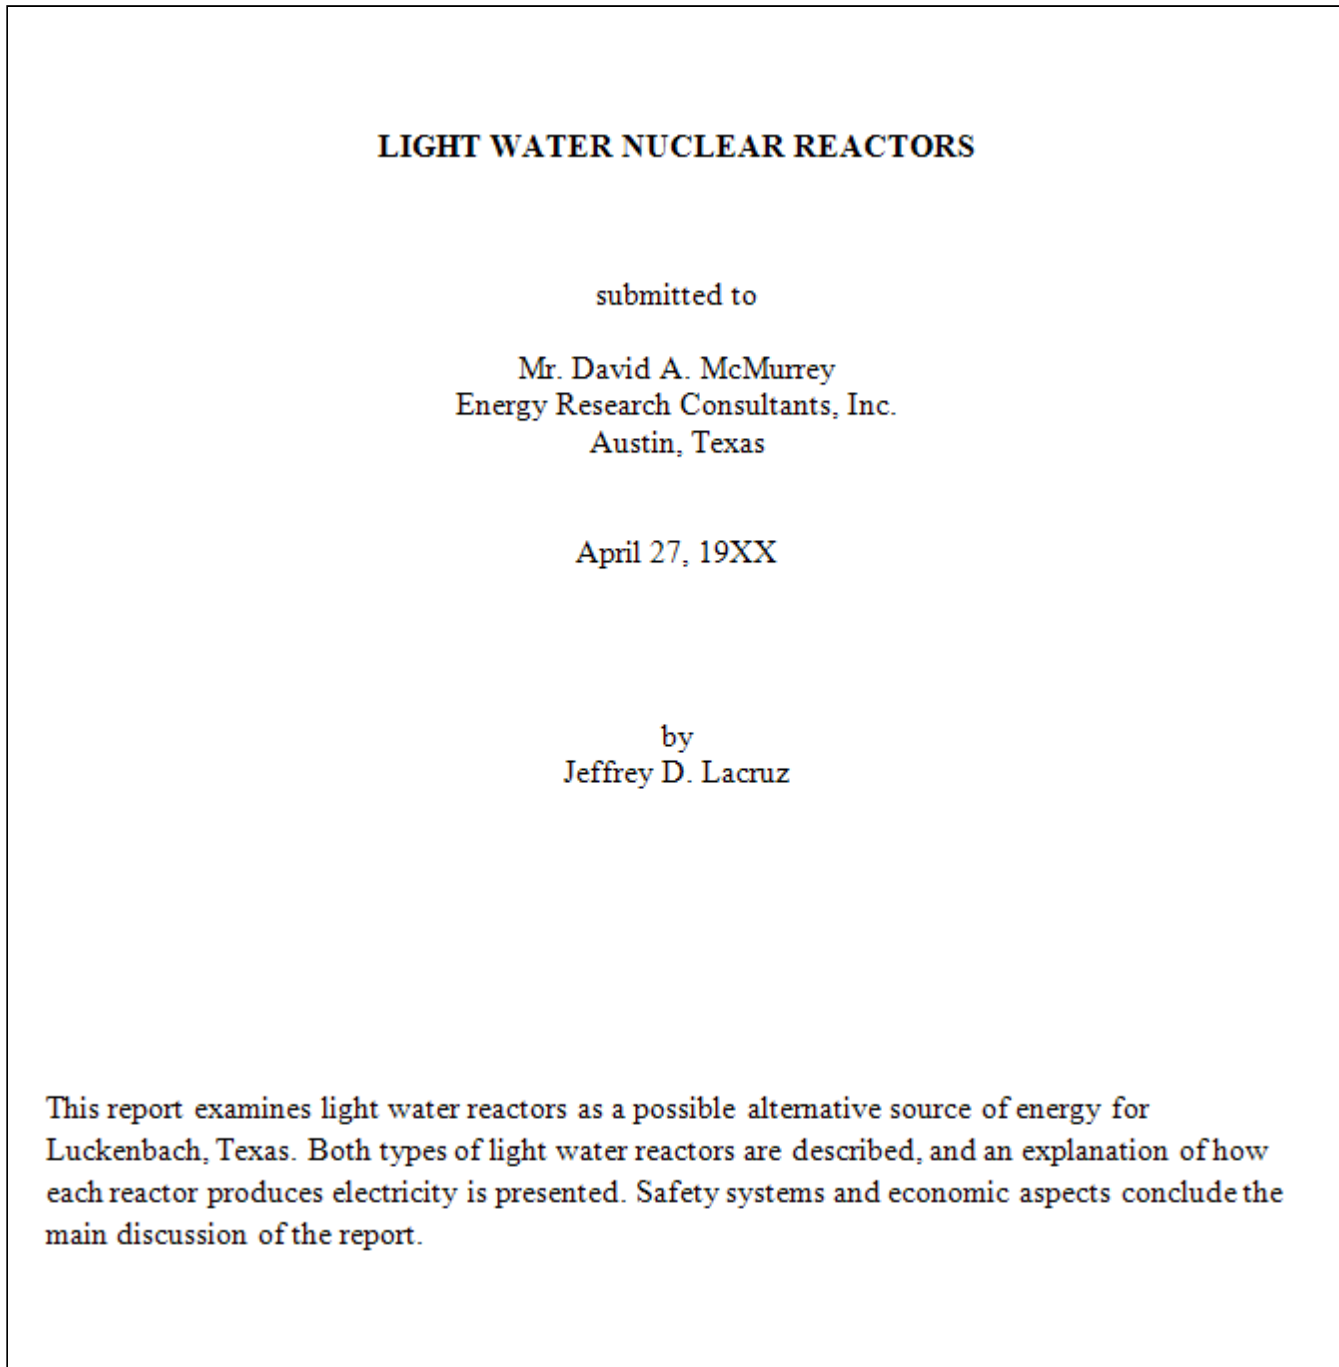 LIGHT WATER NUCLEAR REACTORS
submitted to
Mr. David A. McMurrey
Energy Research Consultants, Inc.
Austin, Texas
April 27, 19XX
by
Jeffrey D. Lacruz
This report examines light water reactors as a possible alternative source of energy for
Luckenbach, Texas. Both types of light water reactors are described, and an explanation of how
each reactor produces electricity is presented. Safety systems and economic aspects conclude the
main discussion of the report.